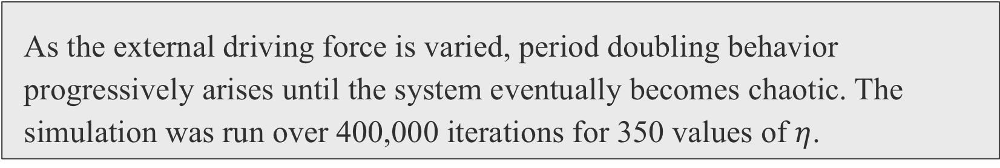 As the external driving force is varied, period doubling behavior
progressively arises until the system eventually becomes chaotic. The
simulation was run over 400,000 iterations for 350 values of η.